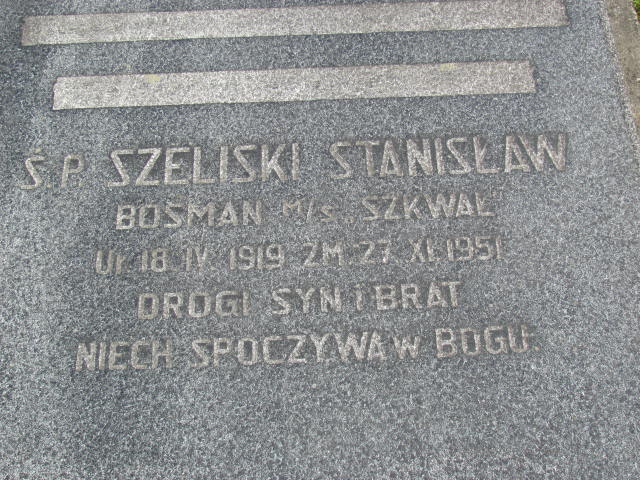 Ś.P. SZELISKI STANISŁAW
BOSMAN M/S. SZKWAŁ
Ur. 18 IV. 1919 ZM. 27 XI. 1951
DROGI SYN i BRAT
NIECH SPOCZYWA w BOGU.